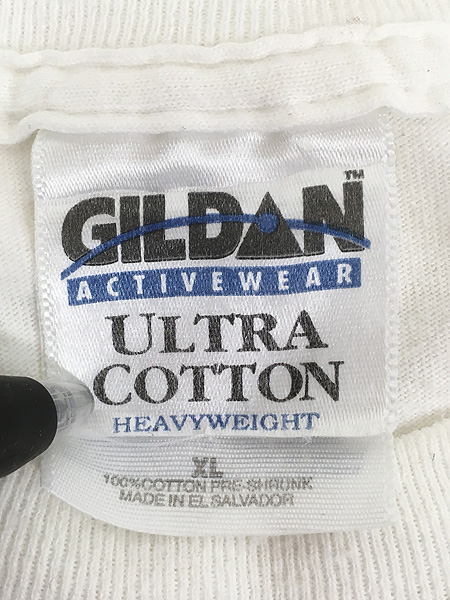 GILDAN™
ACTIVEWEAR
ULTRA
COTTON
HEAVYWEIGHT
XL
100%COTTON PRE-SHRUNK
MADE IN EL SALVADOR